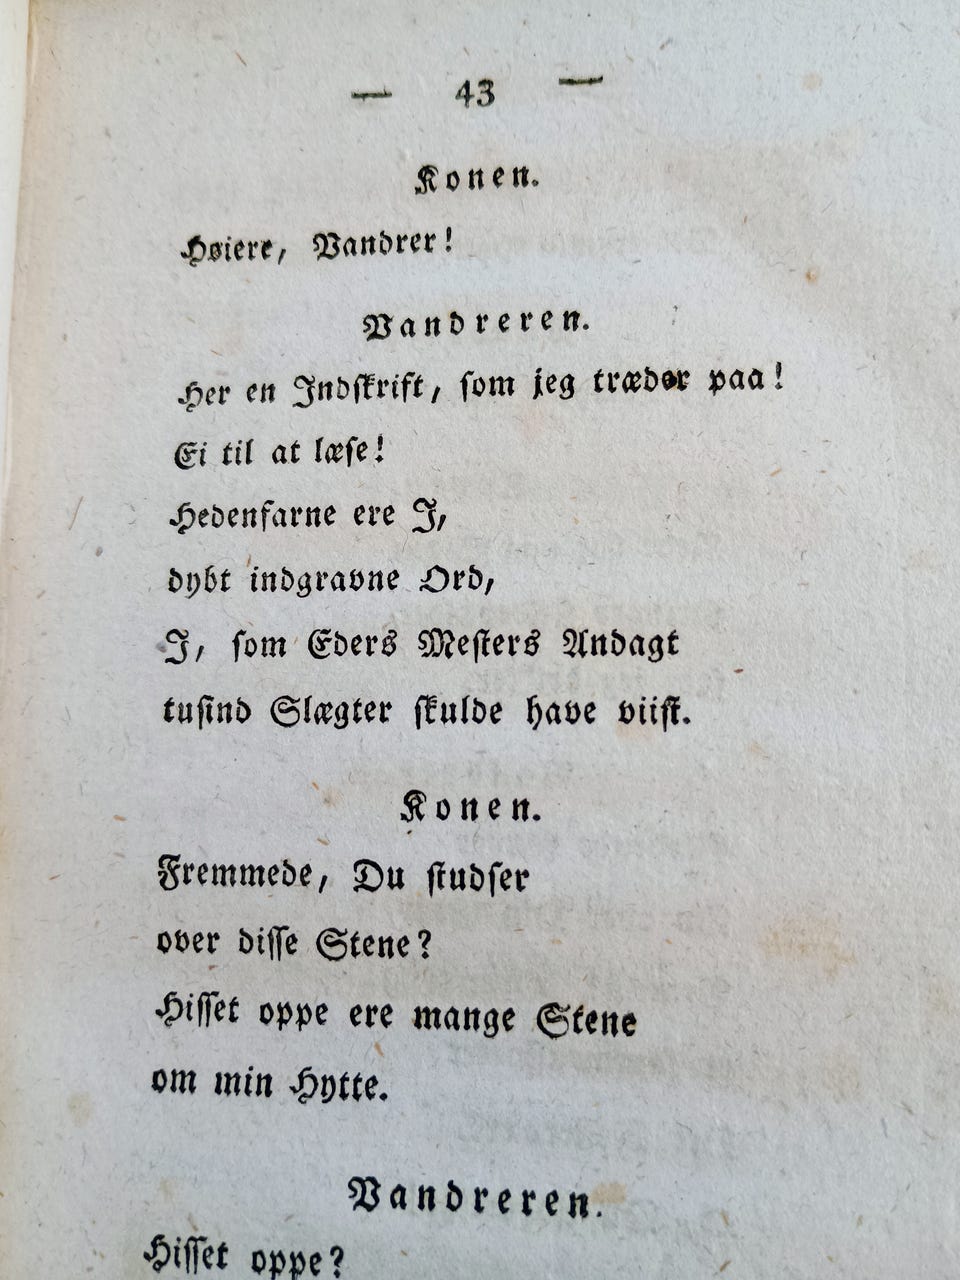 — 43 —
Konen.
Høiere, Vandrer!
Vandreren.
Her en Indskrift, som jeg træder paa!
Ei til at læse!
Hedenfarne ere I,
dybt indgravne Ord,
I, som Eders Mesters Andagt
tusind Slægter skulde have viist.
Konen.
Fremmede, Du studser
over disse Stene?
Hisset oppe ere mange Stene
om min Hytte.
Vandreren.
Hisset oppe?